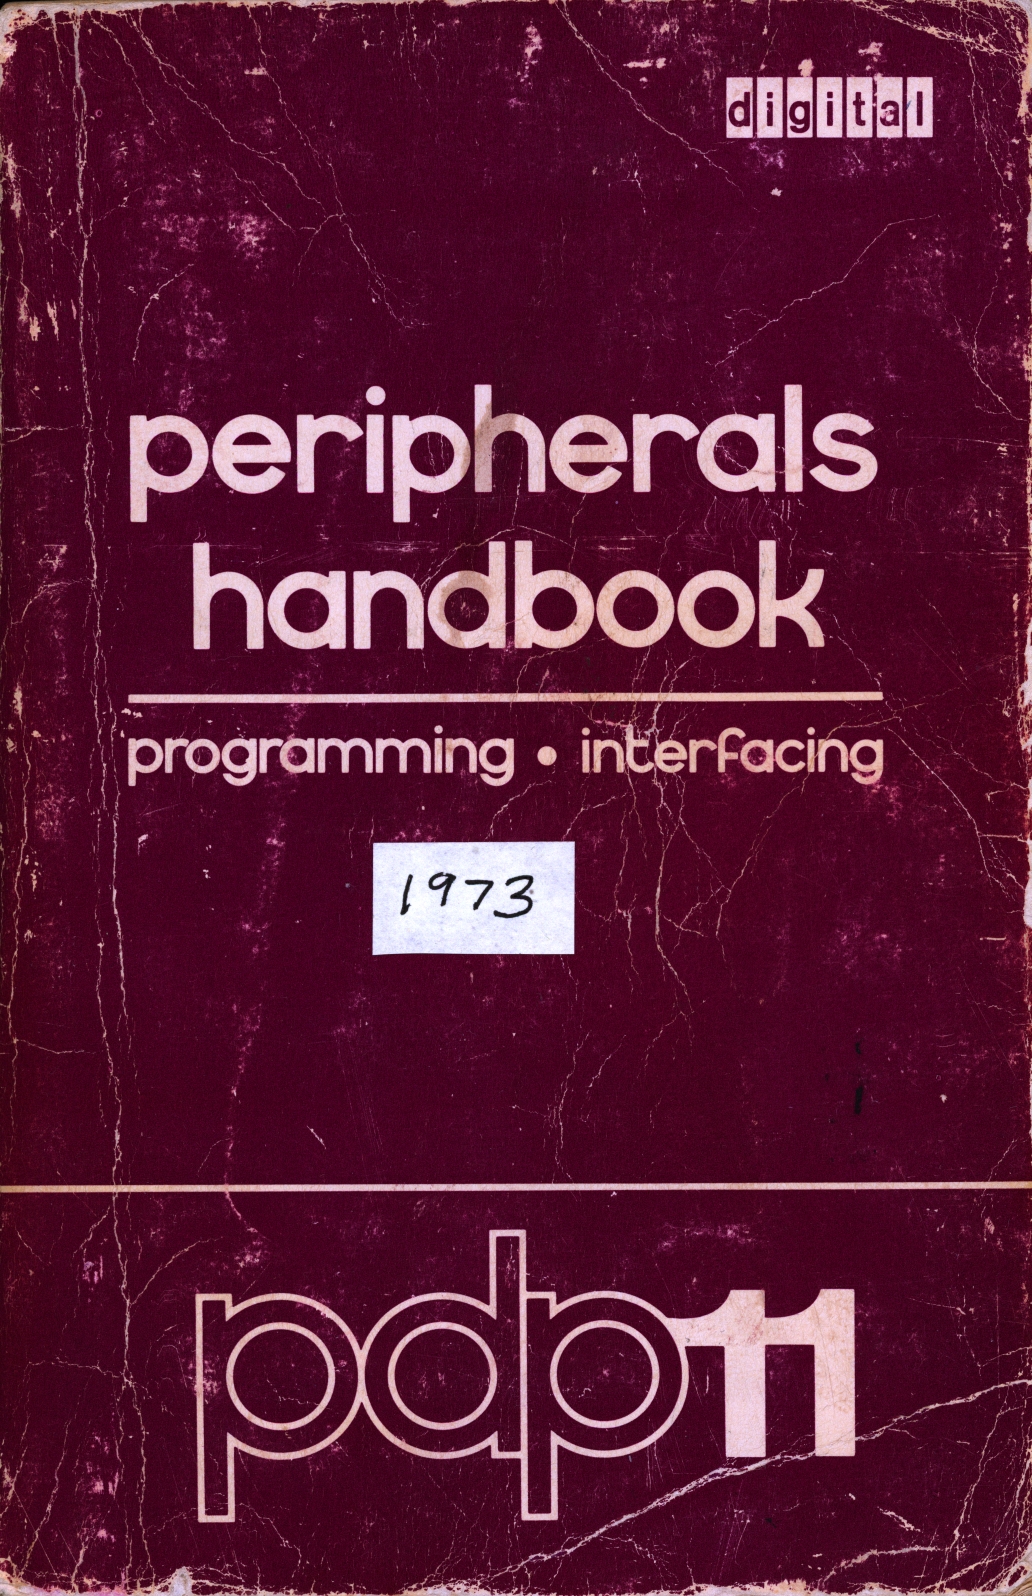 digital
peripherals
handbook
programming • interfacing
1973
pdp11